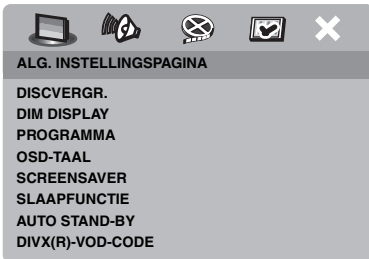 ALG. INSTELLINGSPAGINA
DISCVERGR.
DIM DISPLAY
PROGRAMMA
OSD-TAAL
SCREENSAVER
SLAAPFUNCTIE
AUTO STAND-BY
DIVX(R)-VOD-CODE